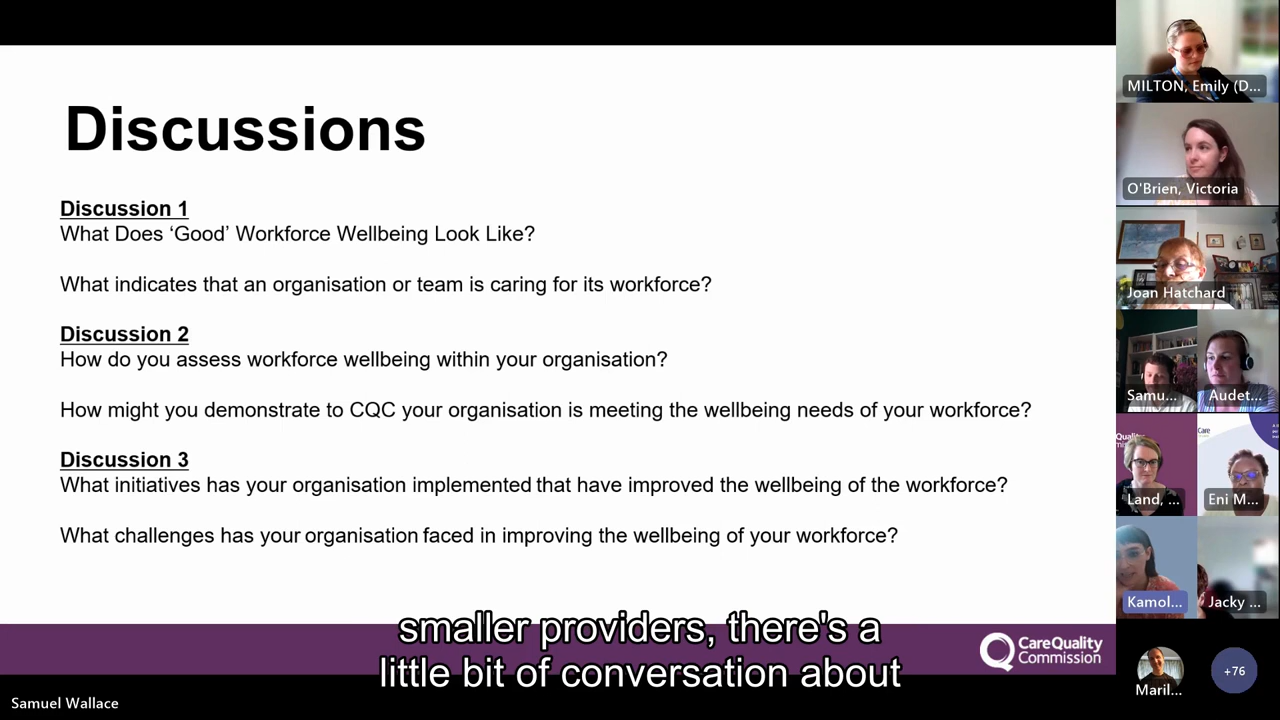 Discussions
Discussion 1
What Does ‘Good’ Workforce Wellbeing Look Like?
What indicates that an organisation or team is caring for its workforce?
Discussion 2
How do you assess workforce wellbeing within your organisation?
How might you demonstrate to CQC your organisation is meeting the wellbeing needs of your workforce?
Discussion 3
What initiatives has your organisation implemented that have improved the wellbeing of the workforce?
What challenges has your organisation faced in improving the wellbeing of your workforce?
smaller providers, there's a
little bit of conversation about
CareQuality
Commission
Samuel Wallace
MILTON, Emily (D...
O'Brien, Victoria
Joan Hatchard
Samu...
Audet...
Land, ...
Eni M...
Kamol...
Jacky ...
Maril...
+76